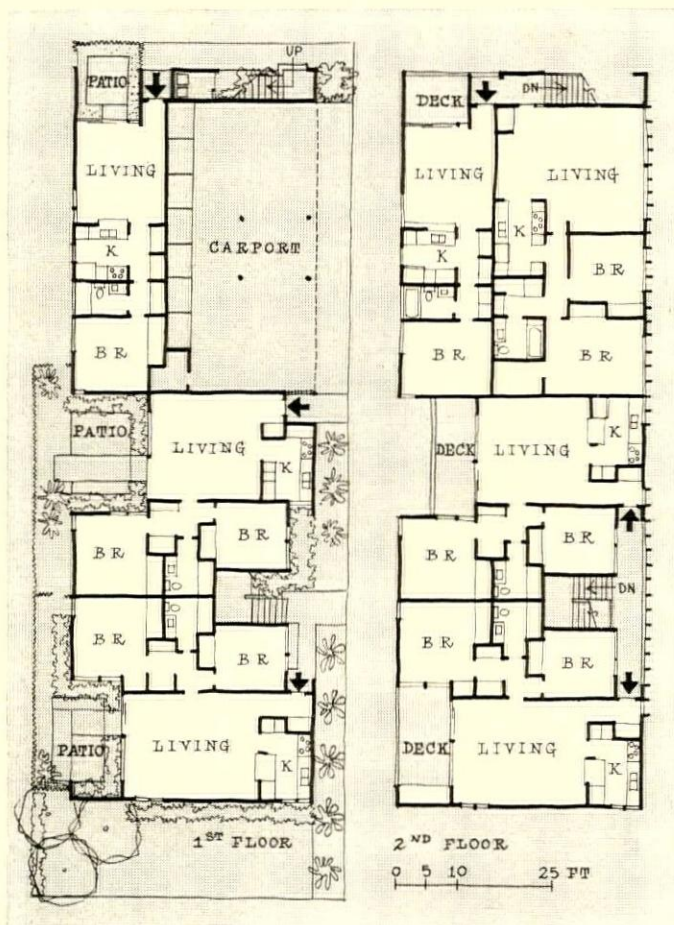 UP
PATIO
LIVING
CARPORT
K
BR
PATIO
LIVING
K
BR
BR
BR
BR
LIVING
PATIO
K
1ST FLOOR
DN
DECK
LIVING
LIVING
K
K
BR
BR
BR
LIVING
K
DECK
BR
BR
DN
BR
BR
DECK
LIVING
K
2ND FLOOR
0 5 10 25 FT